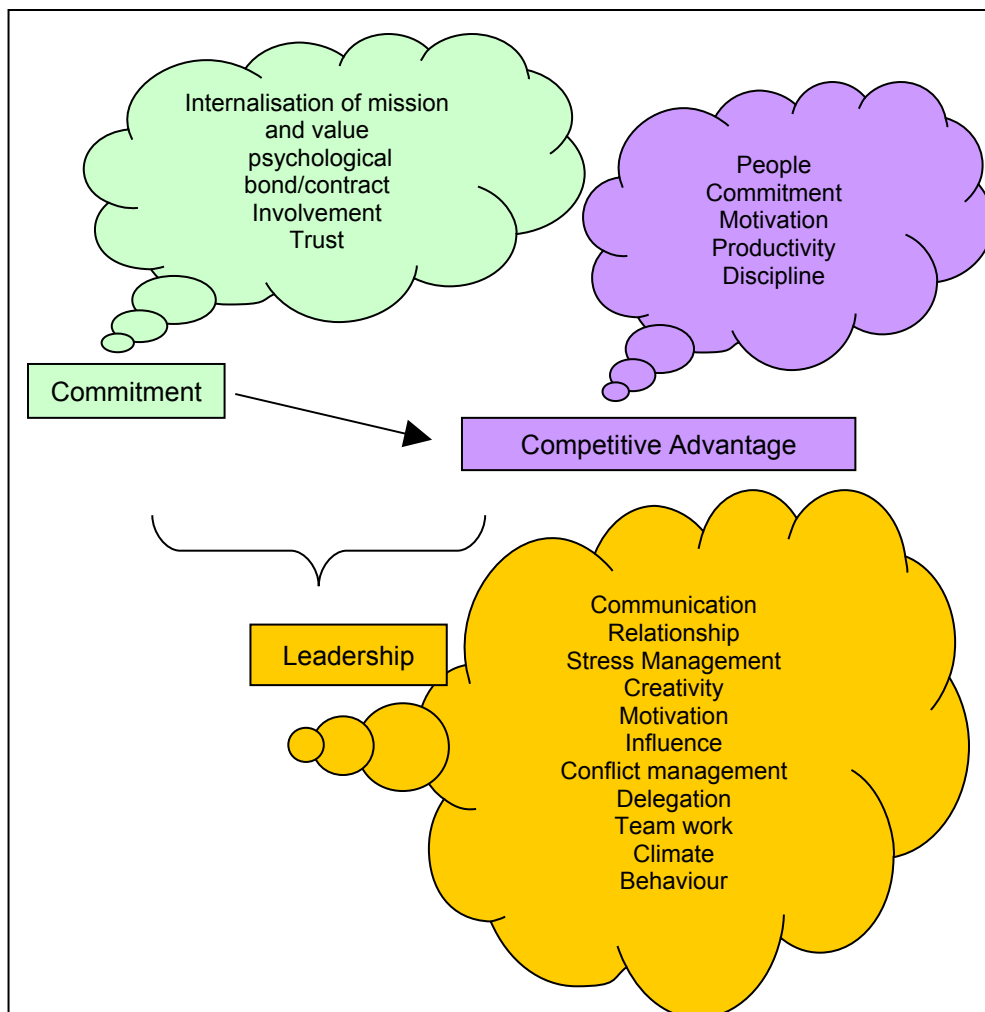 Internalisation of mission
and value
psychological
bond/contract
Involvement
Trust
People
Commitment
Motivation
Productivity
Discipline
Commitment
Competitive Advantage
Leadership
Communication
Relationship
Stress Management
Creativity
Motivation
Influence
Conflict management
Delegation
Team work
Climate
Behaviour